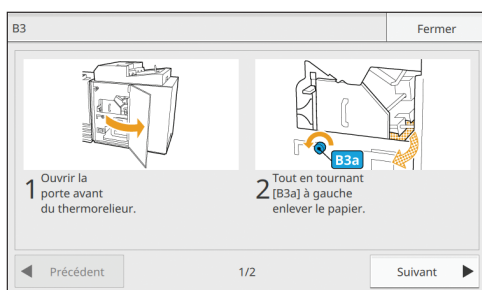 B3
Fermer
B3a
1 Ouvrir la
porte avant
du thermorelieur.
2 Tout en tournant
[B3a] à gauche
enlever le papier.
Précédent
1/2
Suivant